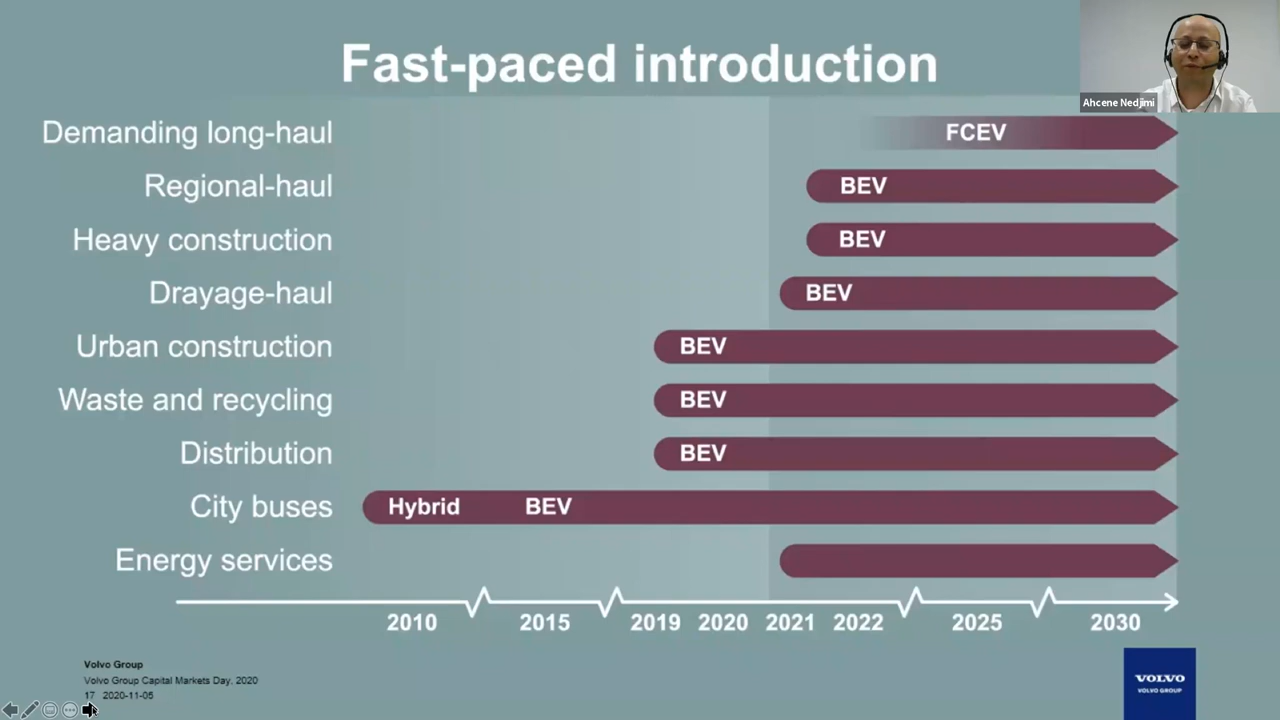 Fast-paced introduction
Ahcene Nedjimi
Demanding long-haul FCEV
Regional-haul BEV
Heavy construction BEV
Drayage-haul BEV
Urban construction BEV
Waste and recycling BEV
Distribution BEV
City buses Hybrid BEV
Energy services
2010 2015 2019 2020 2021 2022 2025 2030
Volvo Group
Volvo Group Capital Markets Day, 2020
17 2020-11-05
VOLVO
VOLVO GROUP